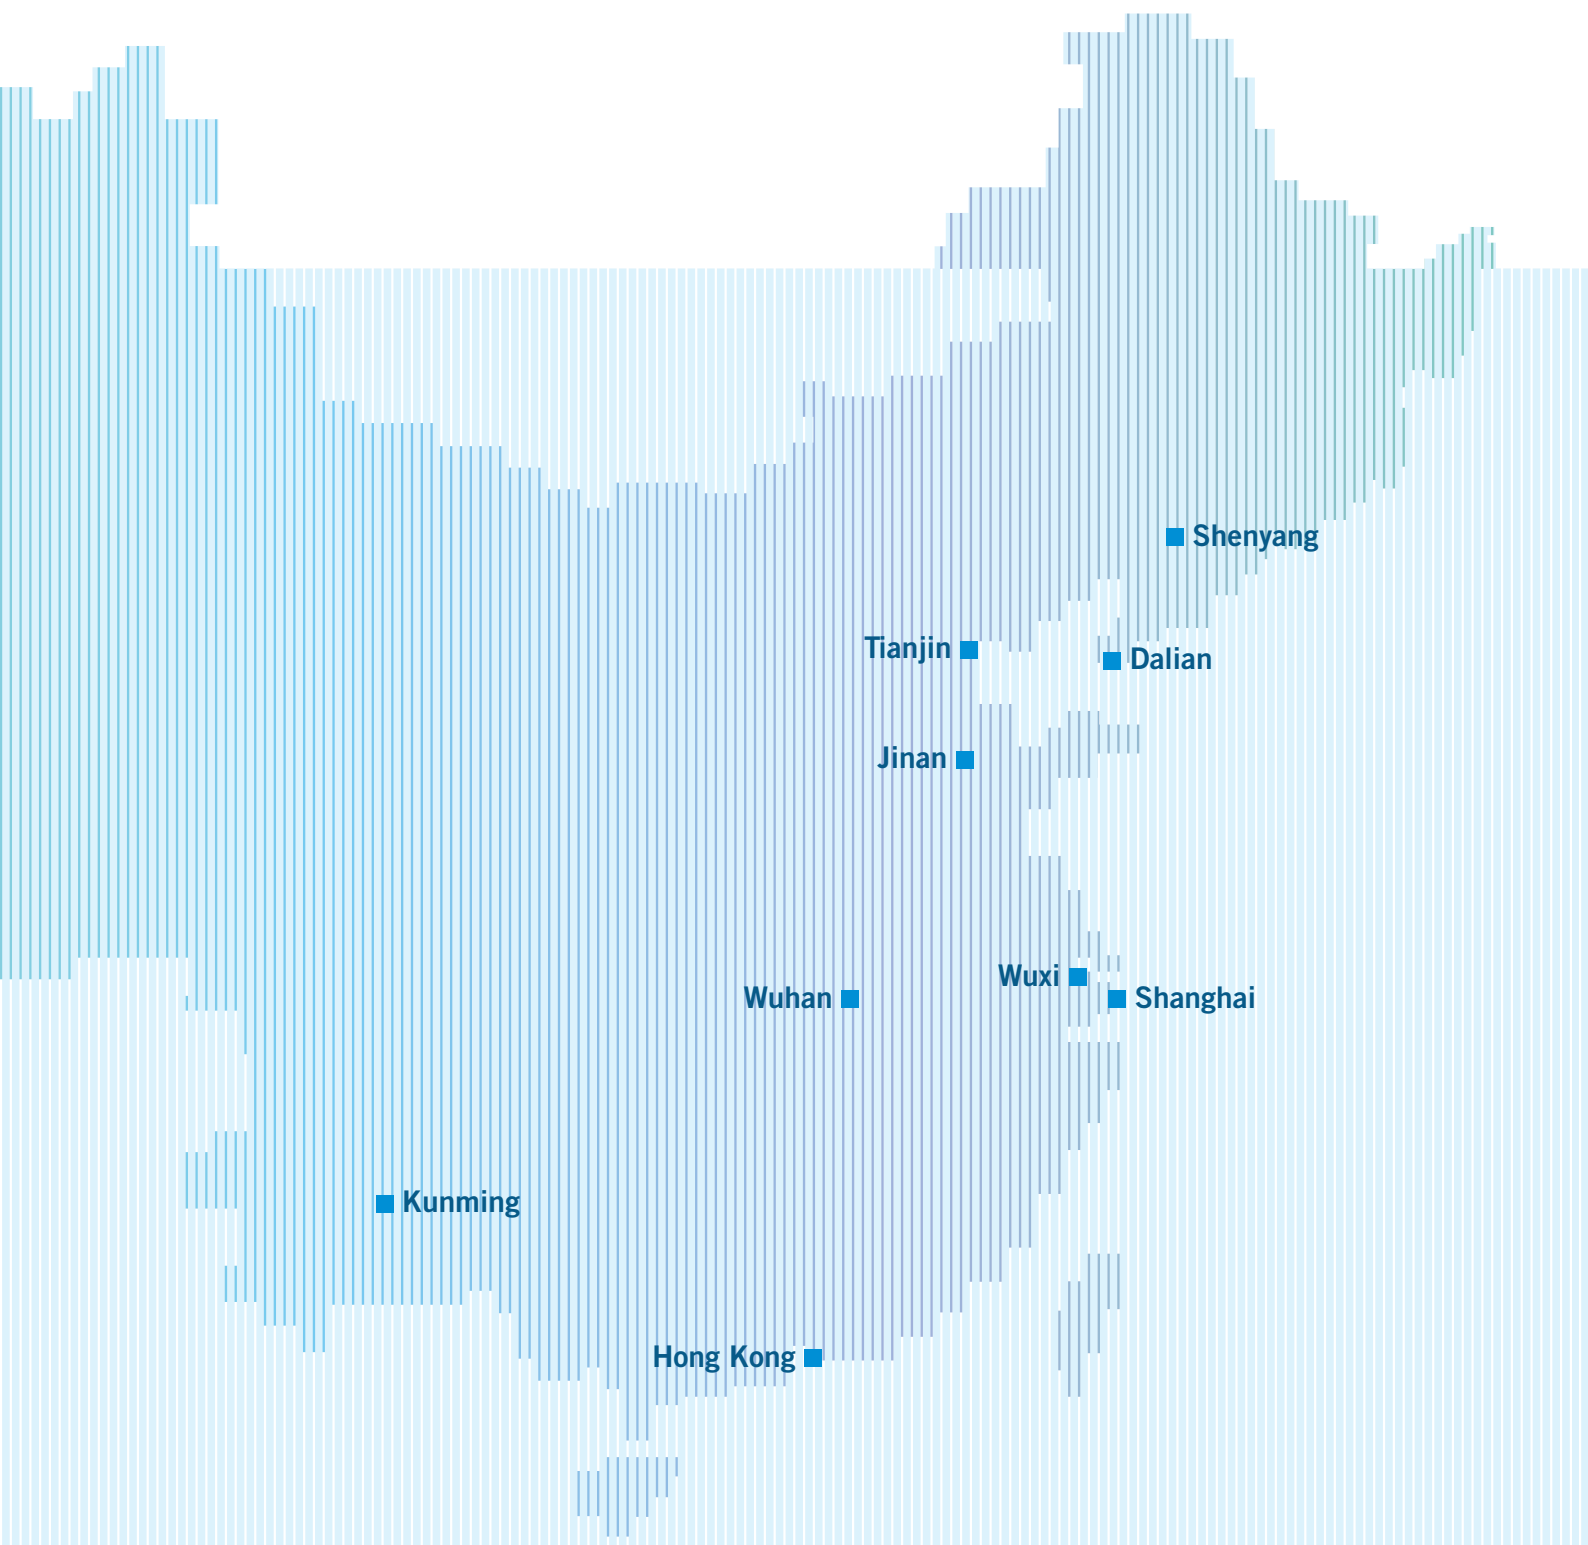 Shenyang
Tianjin
Dalian
Jinan
Wuxi
Wuhan
Shanghai
Kunming
Hong Kong